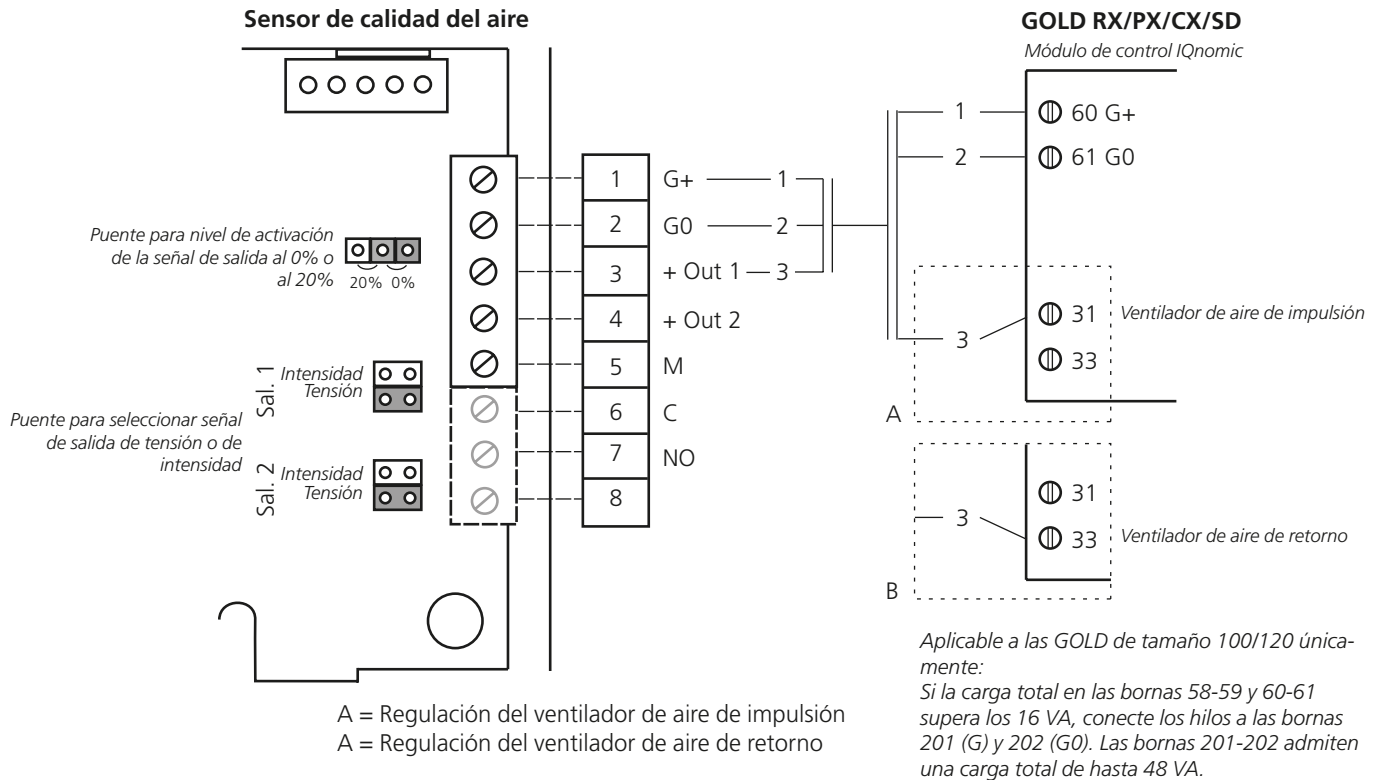 Sensor de calidad del aire
GOLD RX/PX/CX/SD
Módulo de control IQnomic
1
60 G+
2
61 G0
1
G+
1
2
G0
2
3
+ Out 1
3
4
+ Out 2
5
M
6
C
7
NO
8
Puente para nivel de activación
de la señal de salida al 0% o
al 20%
20% 0%
Sal. 1
Intensidad
Tensión
Puente para seleccionar señal
de salida de tensión o de
intensidad
Sal. 2
Intensidad
Tensión
3
31
Ventilador de aire de impulsión
33
A
3
31
33
Ventilador de aire de retorno
B
A = Regulación del ventilador de aire de impulsión
A = Regulación del ventilador de aire de retorno
Aplicable a las GOLD de tamaño 100/120 única-
mente:
Si la carga total en las bornas 58-59 y 60-61
supera los 16 VA, conecte los hilos a las bornas
201 (G) y 202 (G0). Las bornas 201-202 admiten
una carga total de hasta 48 VA.